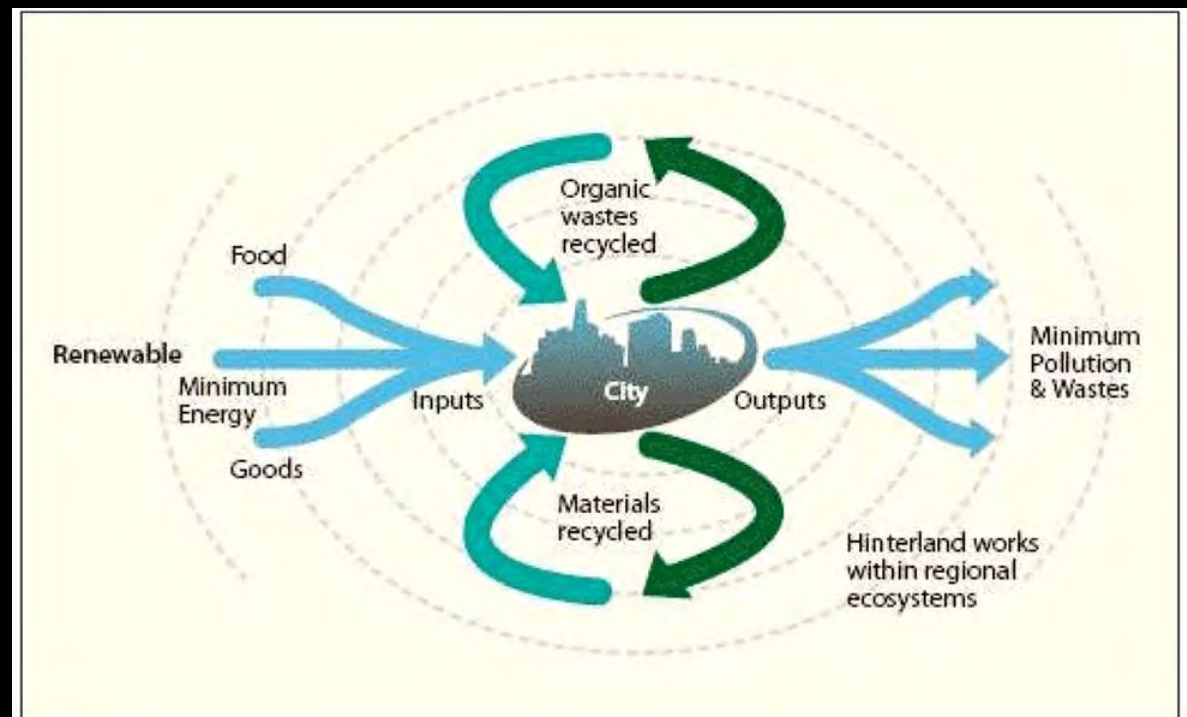 Organic
wastes
recycled
Food
Renewable
Minimum
Energy
Inputs
City
Outputs
Minimum
Pollution
& Wastes
Goods
Materials
recycled
Hinterland works
within regional
ecosystems